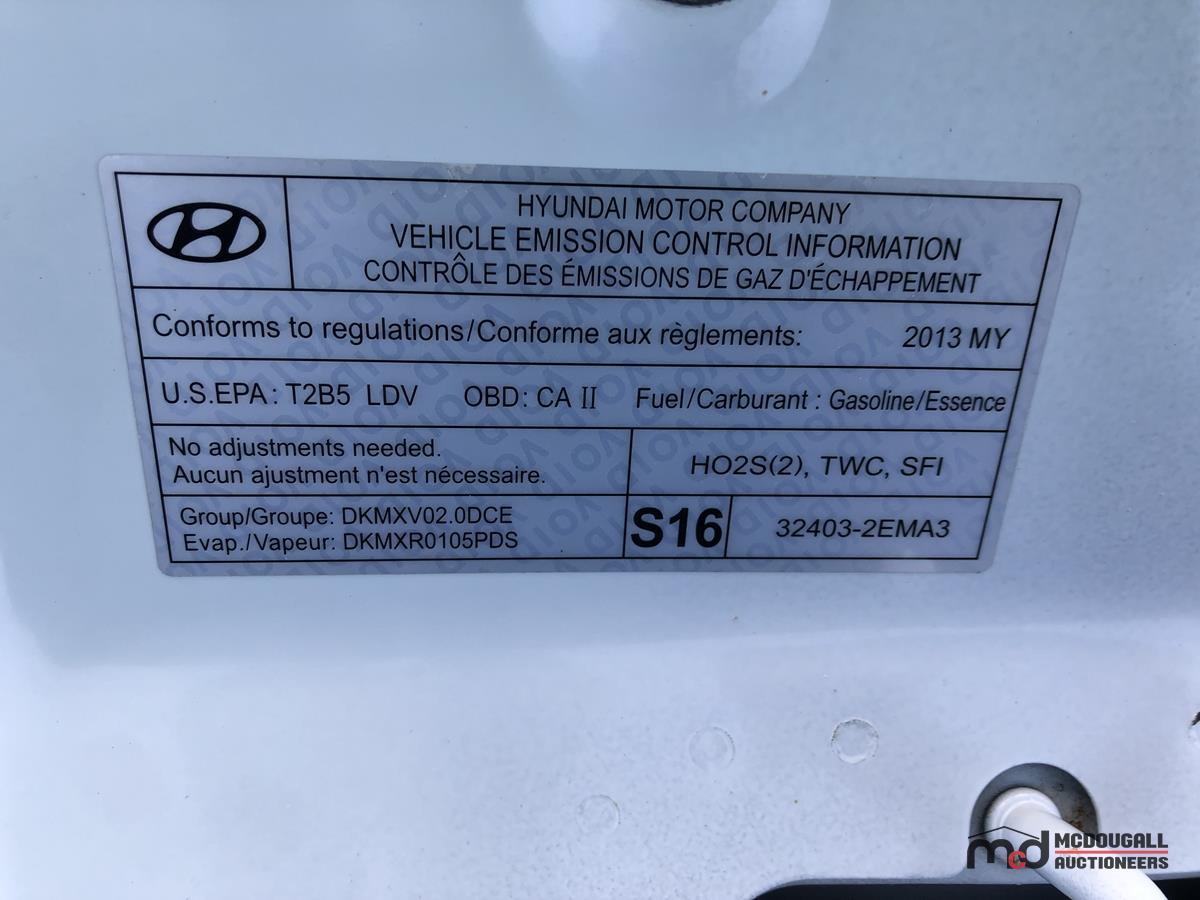 HYUNDAI MOTOR COMPANY
VEHICLE EMISSION CONTROL INFORMATION
CONTRÔLE DES ÉMISSIONS DE GAZ D'ÉCHAPPEMENT
Conforms to regulations/Conforme aux règlements: 2013 MY
U.S.EPA: T2B5 LDV OBD: CA II Fuel/Carburant : Gasoline/Essence
No adjustments needed.
Aucun ajustment n'est nécessaire.
HO2S(2), TWC, SFI
Group/Groupe: DKMXV02.0DCE
Evap./Vapeur: DKMXR0105PDS
S16
32403-2EMA3
mcd MCDOUGALL
AUCTIONEERS